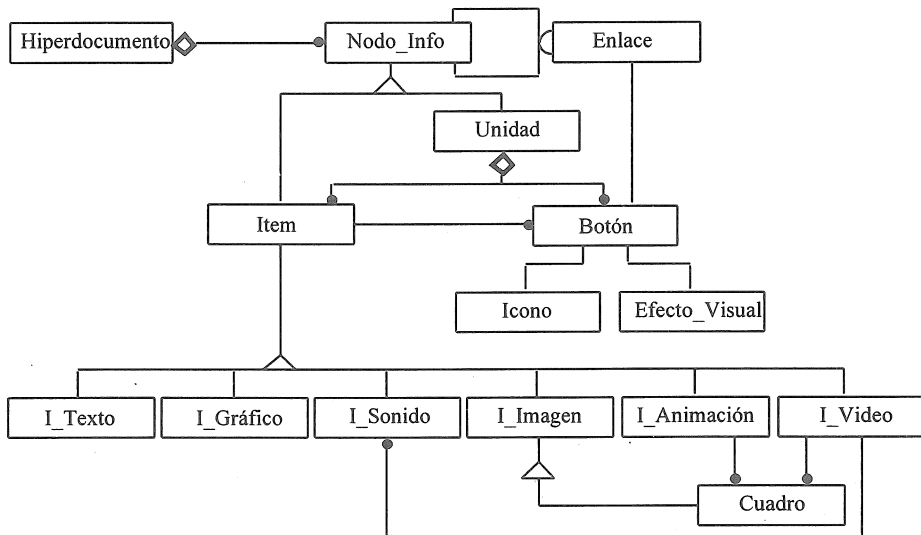 Hiperdocumento
Nodo_Info
Enlace
Unidad
Item
Botón
Icono
Efecto_Visual
I_Texto
I_Gráfico
I_Sonido
I_Imagen
I_Animación
I_Video
Cuadro